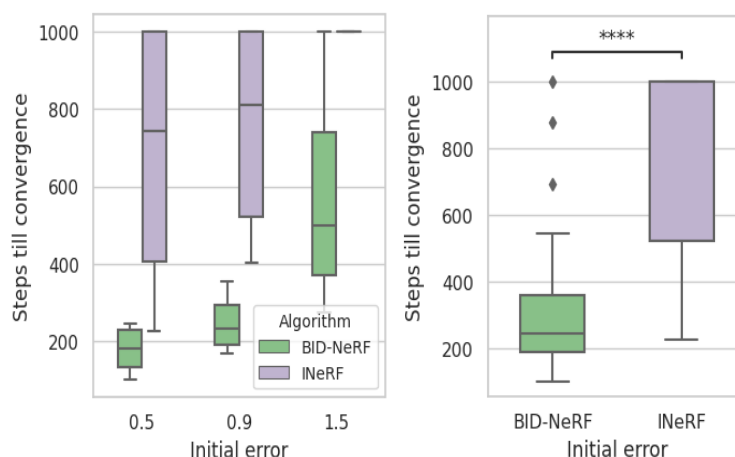 Steps till convergence
1000
800
600
400
200
0.5 0.9 1.5
Initial error
Algorithm
BID-NeRF
INeRF
****
Steps till convergence
1000
800
600
400
200
BID-NeRF INeRF
Initial error